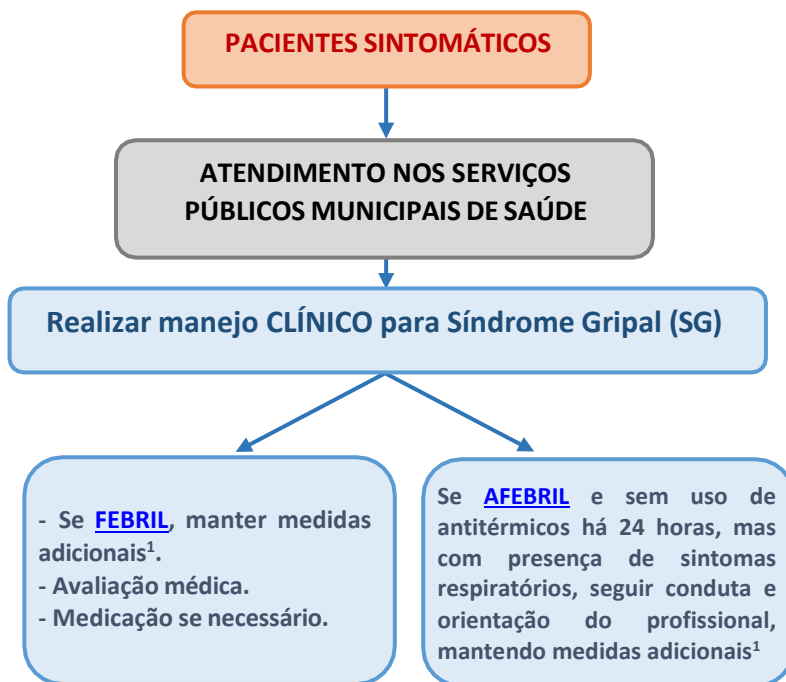 PACIENTES SINTOMÁTICOS
ATENDIMENTO NOS SERVIÇOS
PÚBLICOS MUNICIPAIS DE SAÚDE
Realizar manejo CLÍNICO para Síndrome Gripal (SG)
- Se FEBRIL, manter medidas
adicionais¹.
- Avaliação médica.
- Medicação se necessário.
Se AFEBRIL e sem uso de
antitérmicos há 24 horas, mas
com presença de sintomas
respiratórios, seguir conduta e
orientação do profissional,
mantendo medidas adicionais¹